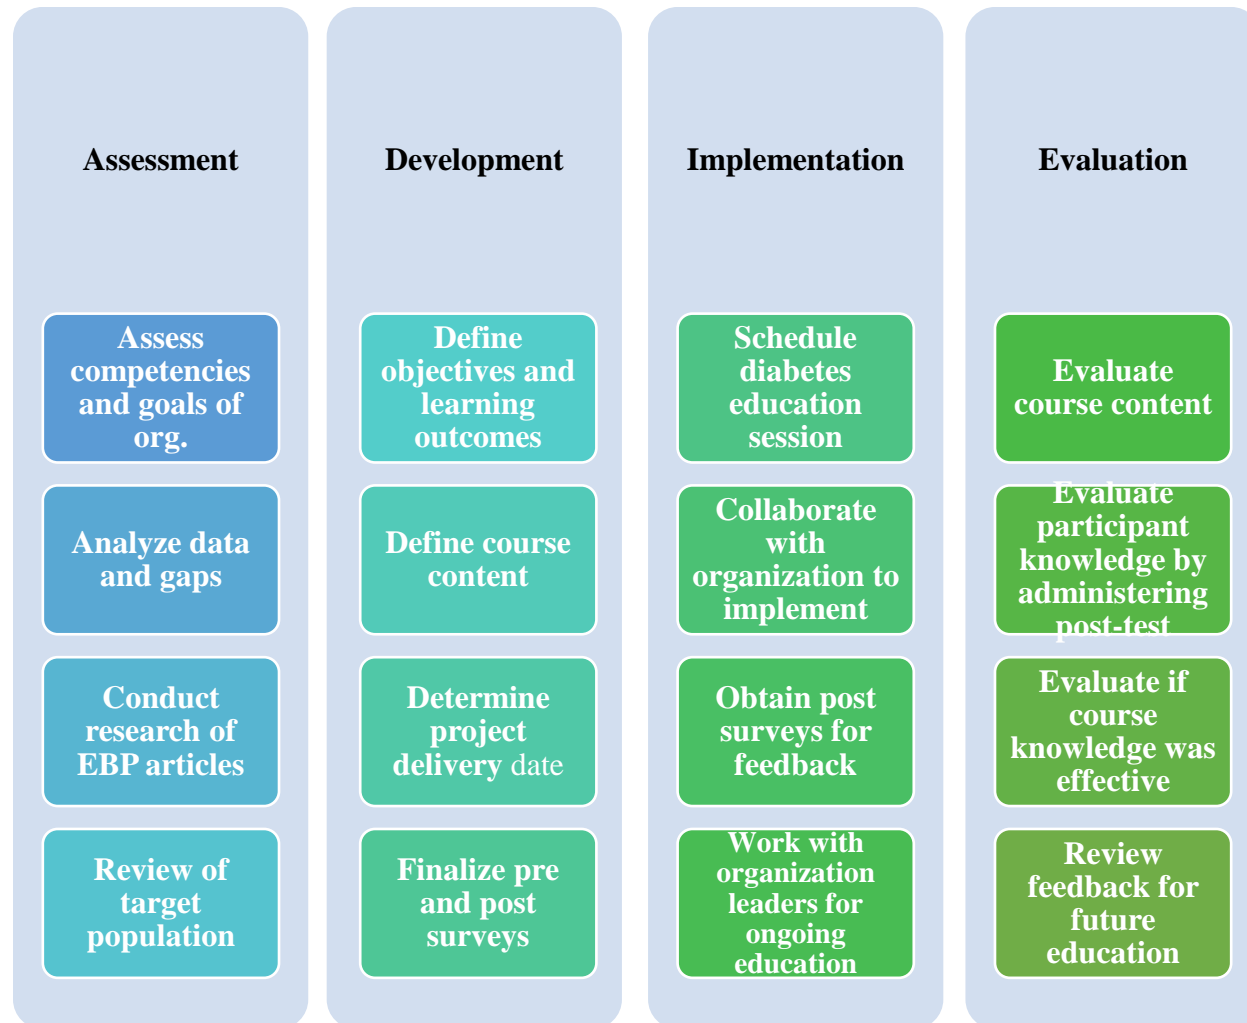 Assessment
Assess
competencies
and goals of
org.
Analyze data
and gaps
Conduct
research of
EBP articles
Review of
target
population
Development
Define
objectives and
learning
outcomes
Define course
content
Determine
project
delivery date
Finalize pre
and post
surveys
Implementation
Schedule
diabetes
education
session
Collaborate
with
organization to
implement
Obtain post
surveys for
feedback
Work with
organization
leaders for
ongoing
education
Evaluation
Evaluate
course content
Evaluate
participant
knowledge by
administering
post-test
Evaluate if
course
knowledge was
effective
Review
feedback for
future
education